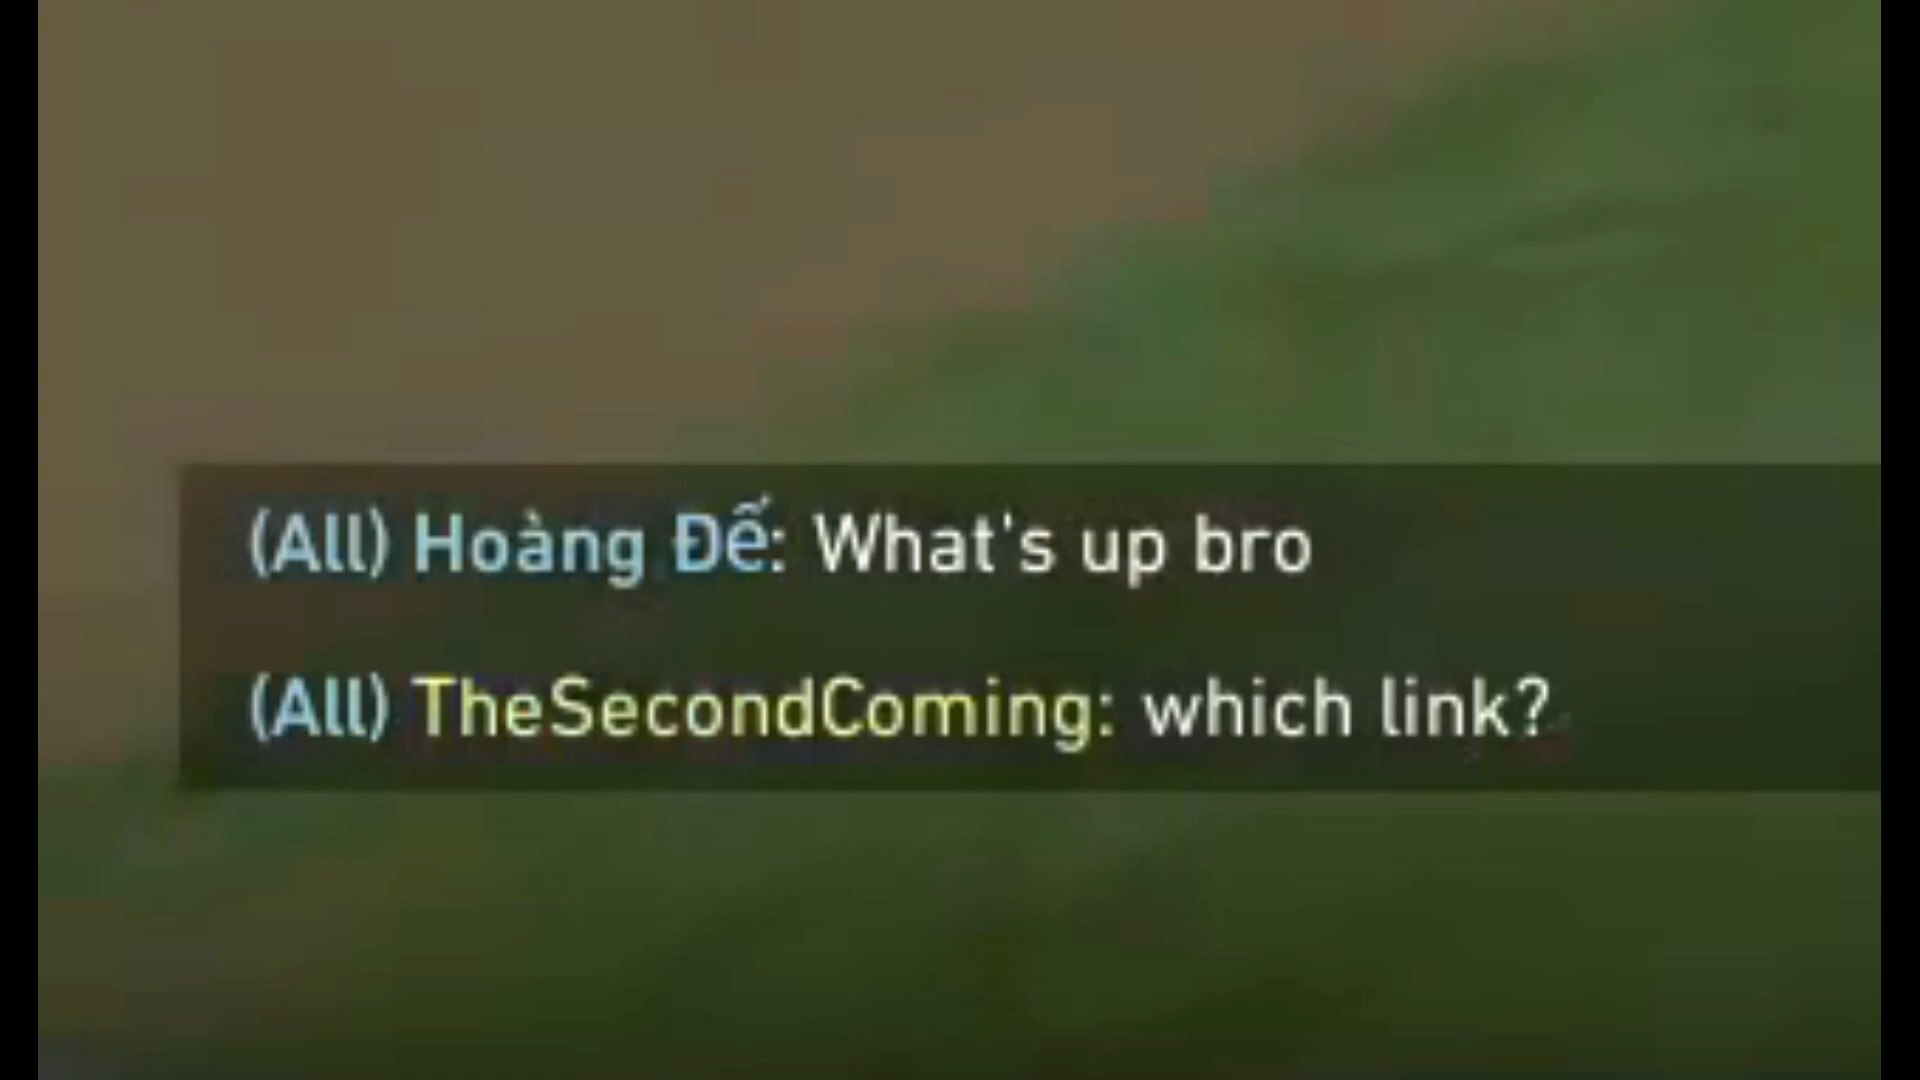 (All) Hoàng Đế: What's up bro
(All) TheSecondComing: which link?